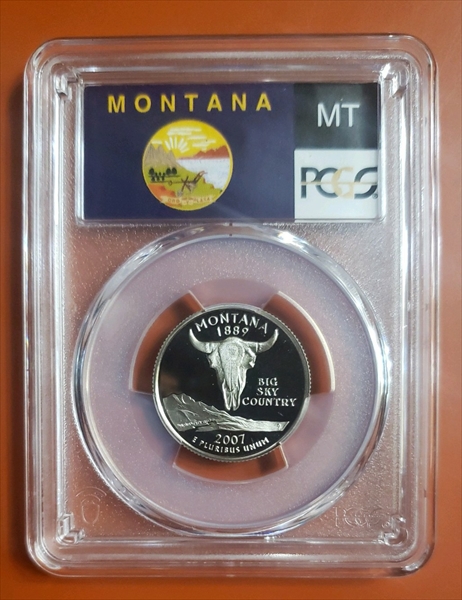 MONTANA
MT
PCGS
MONTANA
1889
BIG
SKY
COUNTRY
2007
E PLURIBUS UNUM